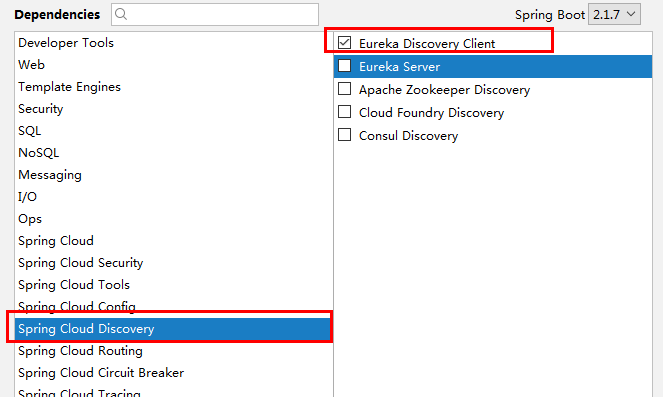 Dependencies
Spring Boot 2.1.7
Developer Tools
Web
Template Engines
Security
SQL
NoSQL
Messaging
I/O
Ops
Spring Cloud
Spring Cloud Security
Spring Cloud Tools
Spring Cloud Config
Spring Cloud Discovery
Spring Cloud Routing
Spring Cloud Circuit Breaker
Spring Cloud Tracing
Eureka Discovery Client
Eureka Server
Apache Zookeeper Discovery
Cloud Foundry Discovery
Consul Discovery